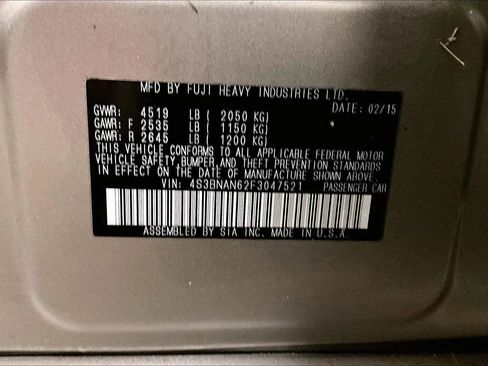 MFD BY FUJI HEAVY INDUSTRIES LTD.
DATE: 02/15
GVWR: 4519 LB ( 2050 KG)
GAWR: F 2535 LB ( 1150 KG)
GAWR: R 2645 LB ( 1200 KG)
THIS VEHICLE CONFORMS TO ALL APPLICABLE FEDERAL MOTOR
VEHICLE SAFETY, BUMPER, AND THEFT PREVENTION STANDARDS
IN EFFECT ON THE DATE OF MANUFACTURE SHOWN ABOVE.
VIN: 4S3BNAN62F3047521 PASSENGER CAR
ASSEMBLED BY SIA INC. MADE IN U.S.A.